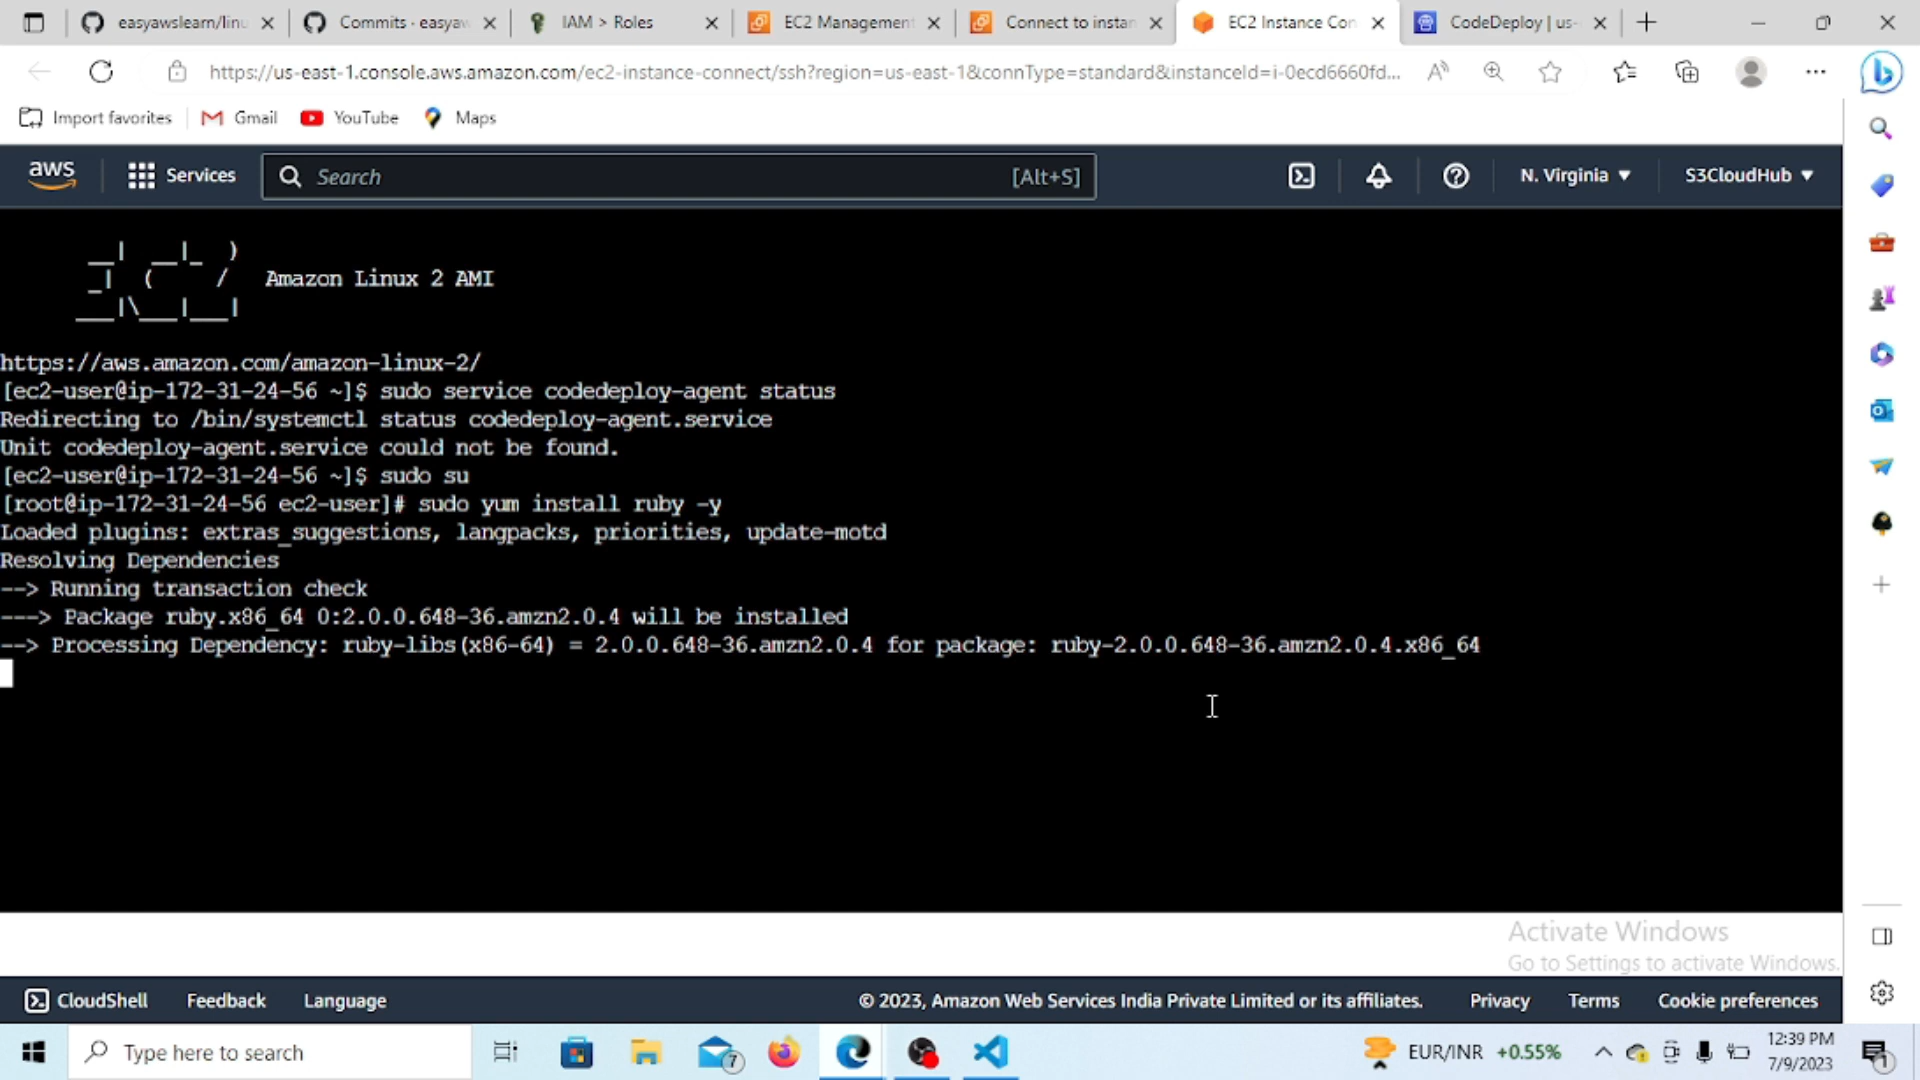 easyawslearn/linu
Commits · easyaw
IAM > Roles
EC2 Management
Connect to instan
EC2 Instance Con
CodeDeploy | us-
https://us-east-1.console.aws.amazon.com/ec2-instance-connect/ssh?region=us-east-1&connType=standard&instanceId=i-0ecd6660fd...
Import favorites
Gmail
YouTube
Maps
aws
Services
Search
[Alt+S]
N. Virginia
S3CloudHub
Amazon Linux 2 AMI
https://aws.amazon.com/amazon-linux-2/
[ec2-user@ip-172-31-24-56 ~]$ sudo service codedeploy-agent status
Redirecting to /bin/systemctl status codedeploy-agent.service
Unit codedeploy-agent.service could not be found.
[ec2-user@ip-172-31-24-56 ~]$ sudo su
[root@ip-172-31-24-56 ec2-user]# sudo yum install ruby -y
Loaded plugins: extras_suggestions, langpacks, priorities, update-motd
Resolving Dependencies
--> Running transaction check
---> Package ruby.x86_64 0:2.0.0.648-36.amzn2.0.4 will be installed
--> Processing Dependency: ruby-libs(x86-64) = 2.0.0.648-36.amzn2.0.4 for package: ruby-2.0.0.648-36.amzn2.0.4.x86_64
Activate Windows
Go to Settings to activate Windows.
CloudShell
Feedback
Language
© 2023, Amazon Web Services India Private Limited or its affiliates.
Privacy
Terms
Cookie preferences
Type here to search
7
EUR/INR +0.55%
12:39 PM
7/9/2023
1